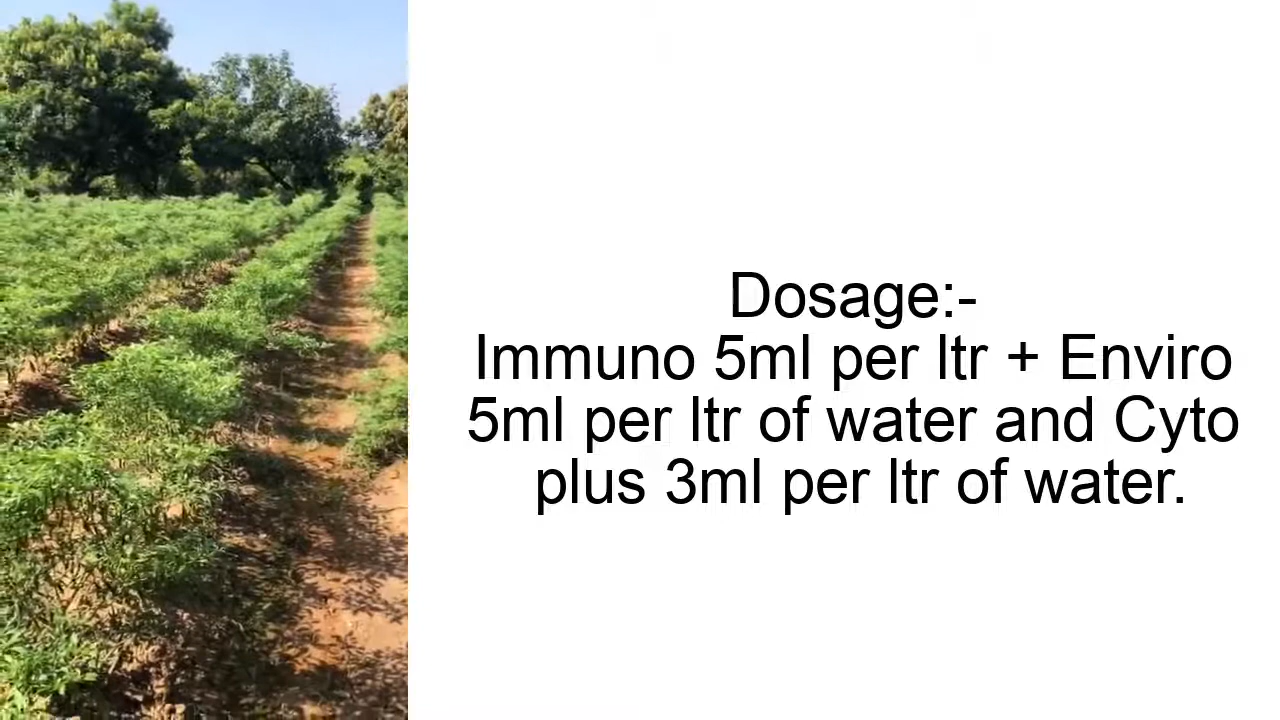 Dosage:-
Immuno 5ml per ltr + Enviro
5ml per ltr of water and Cyto
plus 3ml per ltr of water.